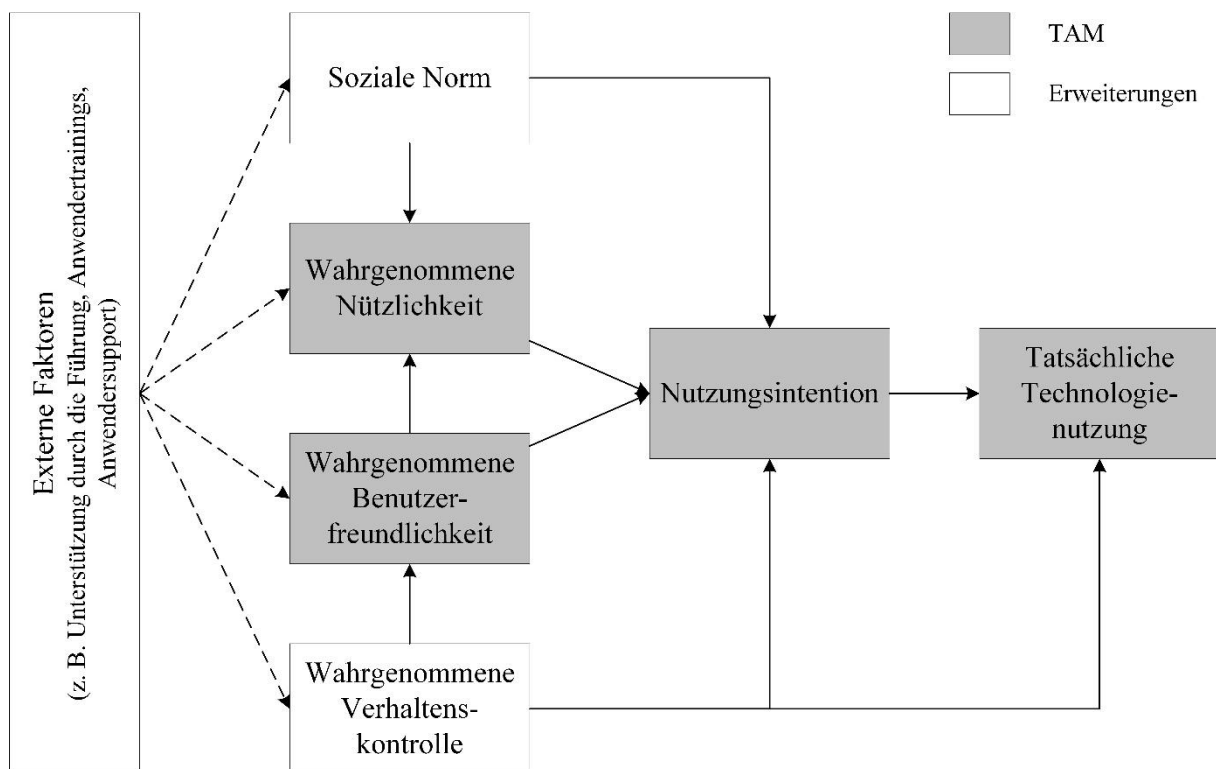 Externe Faktoren
(z. B. Unterstützung durch die Führung, Anwendertrainings,
Anwendersupport)
Soziale Norm
Wahrgenommene
Nützlichkeit
Wahrgenommene
Benutzer-
freundlichkeit
Wahrgenommene
Verhaltens-
kontrolle
Nutzungsintention
Tatsächliche
Technologie-
nutzung
TAM
Erweiterungen